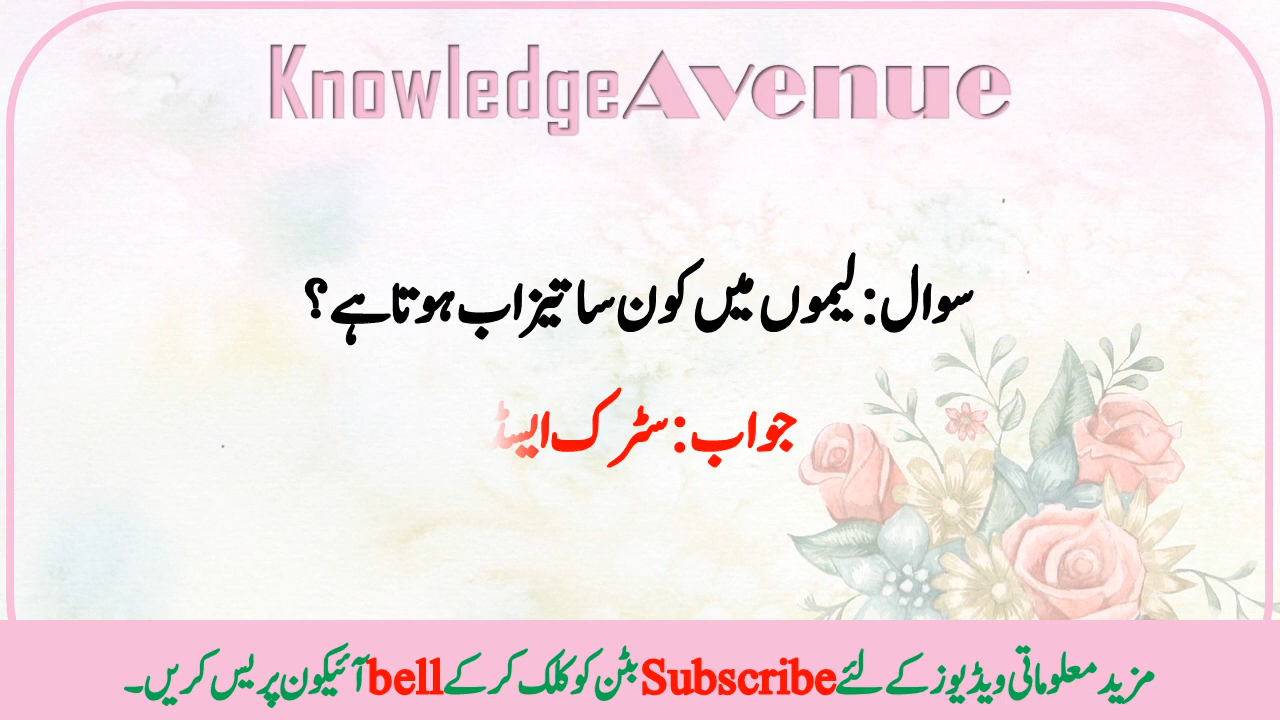 KnowledgeAvenue
سوال: لیموں میں کون سا تیزاب ہوتا ہے؟
جواب: سٹرک ایسڈ
مزید معلوماتی ویڈیوز کے لئے Subscribe بٹن کو کلک کر کے bell آئیکون پر پریس کریں۔